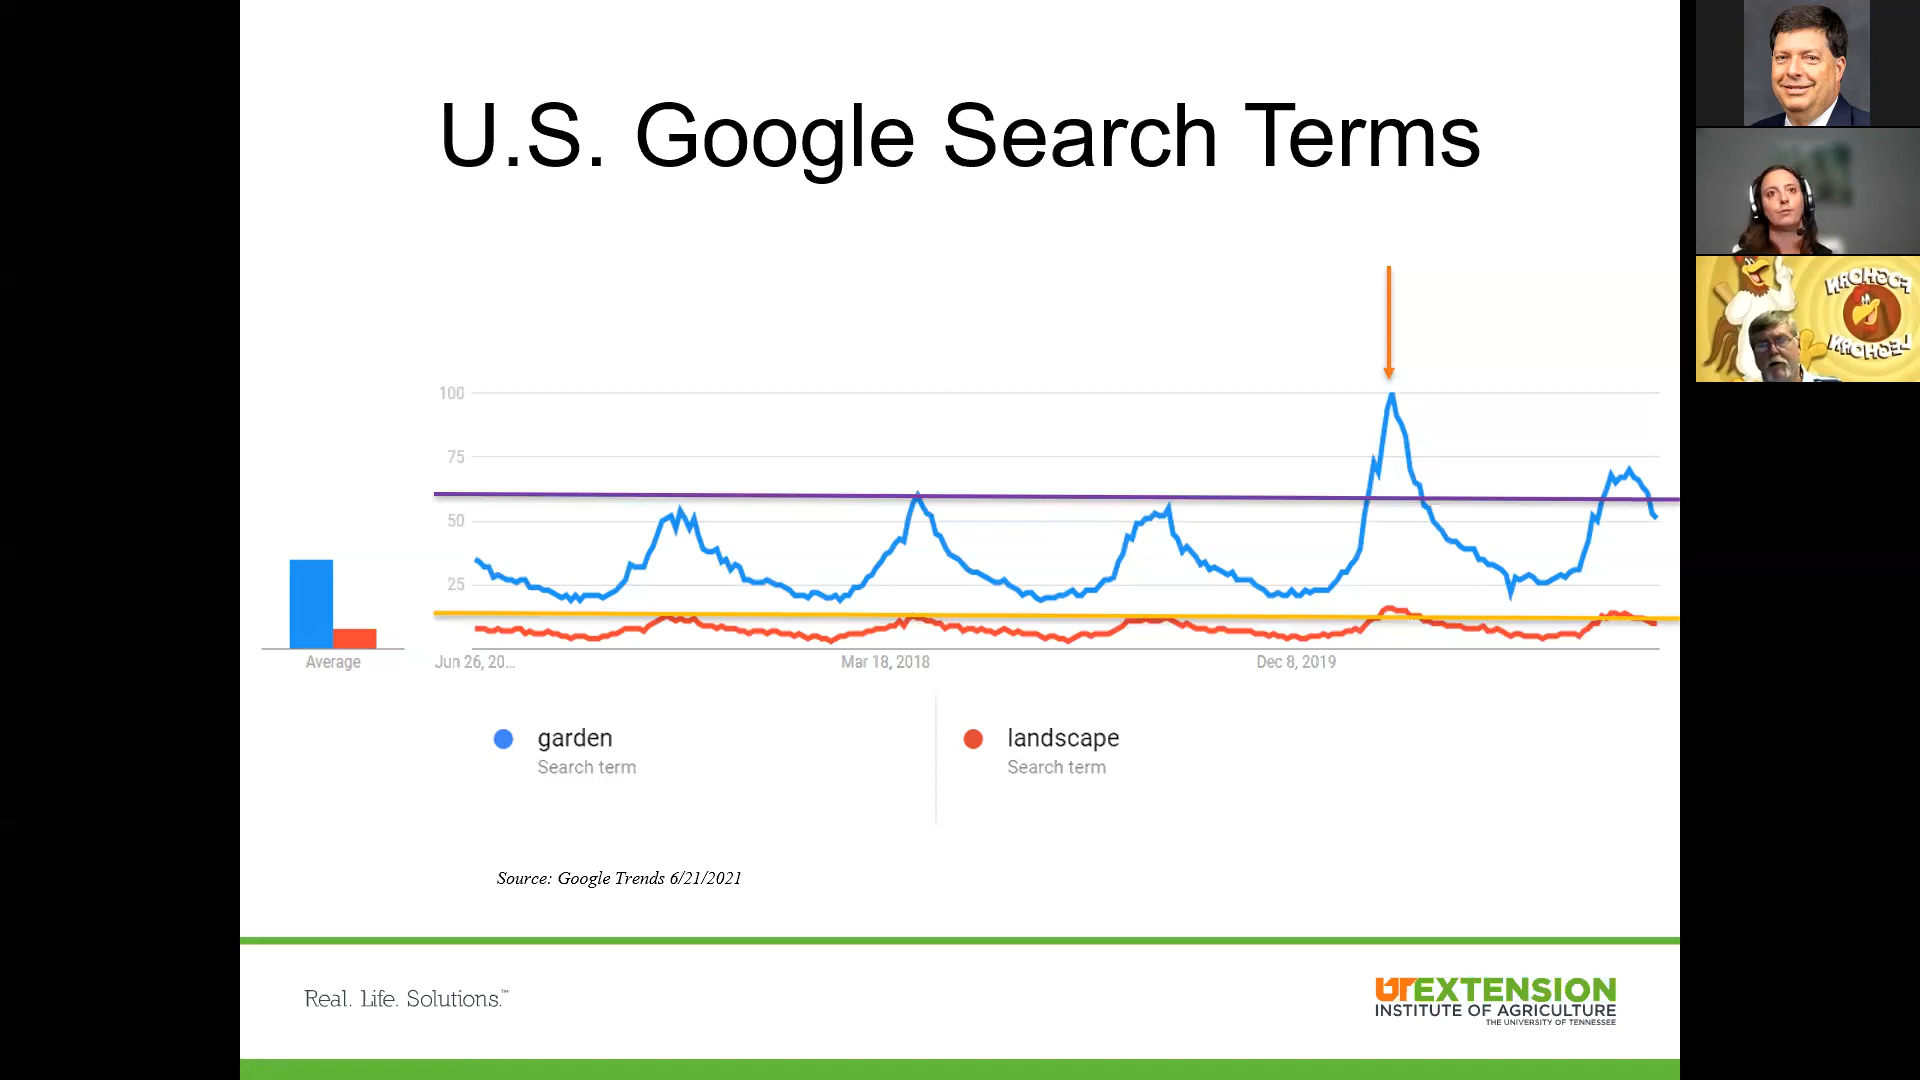 U.S. Google Search Terms
100
75
50
25
Average
Jun 26, 20...
Mar 18, 2018
Dec 8, 2019
garden
Search term
landscape
Search term
Source: Google Trends 6/21/2021
Real. Life. Solutions.™
UTEXTENSION
INSTITUTE OF AGRICULTURE
THE UNIVERSITY OF TENNESSEE
FOGHORN
LEGHORN